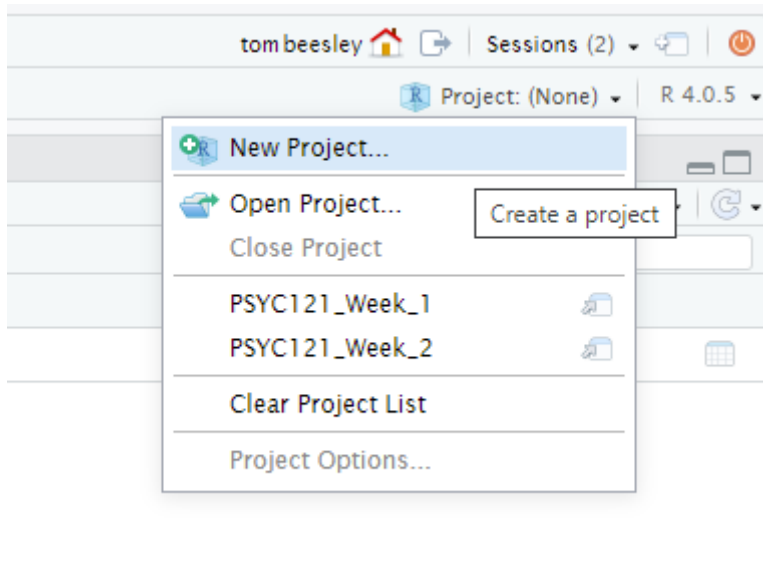 tom beesley Sessions (2)
Project: (None) R 4.0.5
New Project...
Open Project...
Create a project
Close Project
PSYC121_Week_1
PSYC121_Week_2
Clear Project List
Project Options...